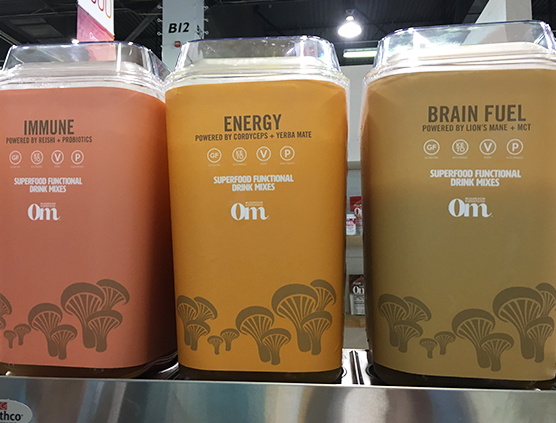 B12
IMMUNE
POWERED BY REISHI + PROBIOTICS
GF
V
P
SUPERFOOD FUNCTIONAL
DRINK MIXES
Om
ENERGY
POWERED BY CORDYCEPS + YERBA MATE
GF
V
P
SUPERFOOD FUNCTIONAL
DRINK MIXES
Om
BRAIN FUEL
POWERED BY LION'S MANE + MCT
GF
V
P
SUPERFOOD FUNCTIONAL
DRINK MIXES
Om
thco